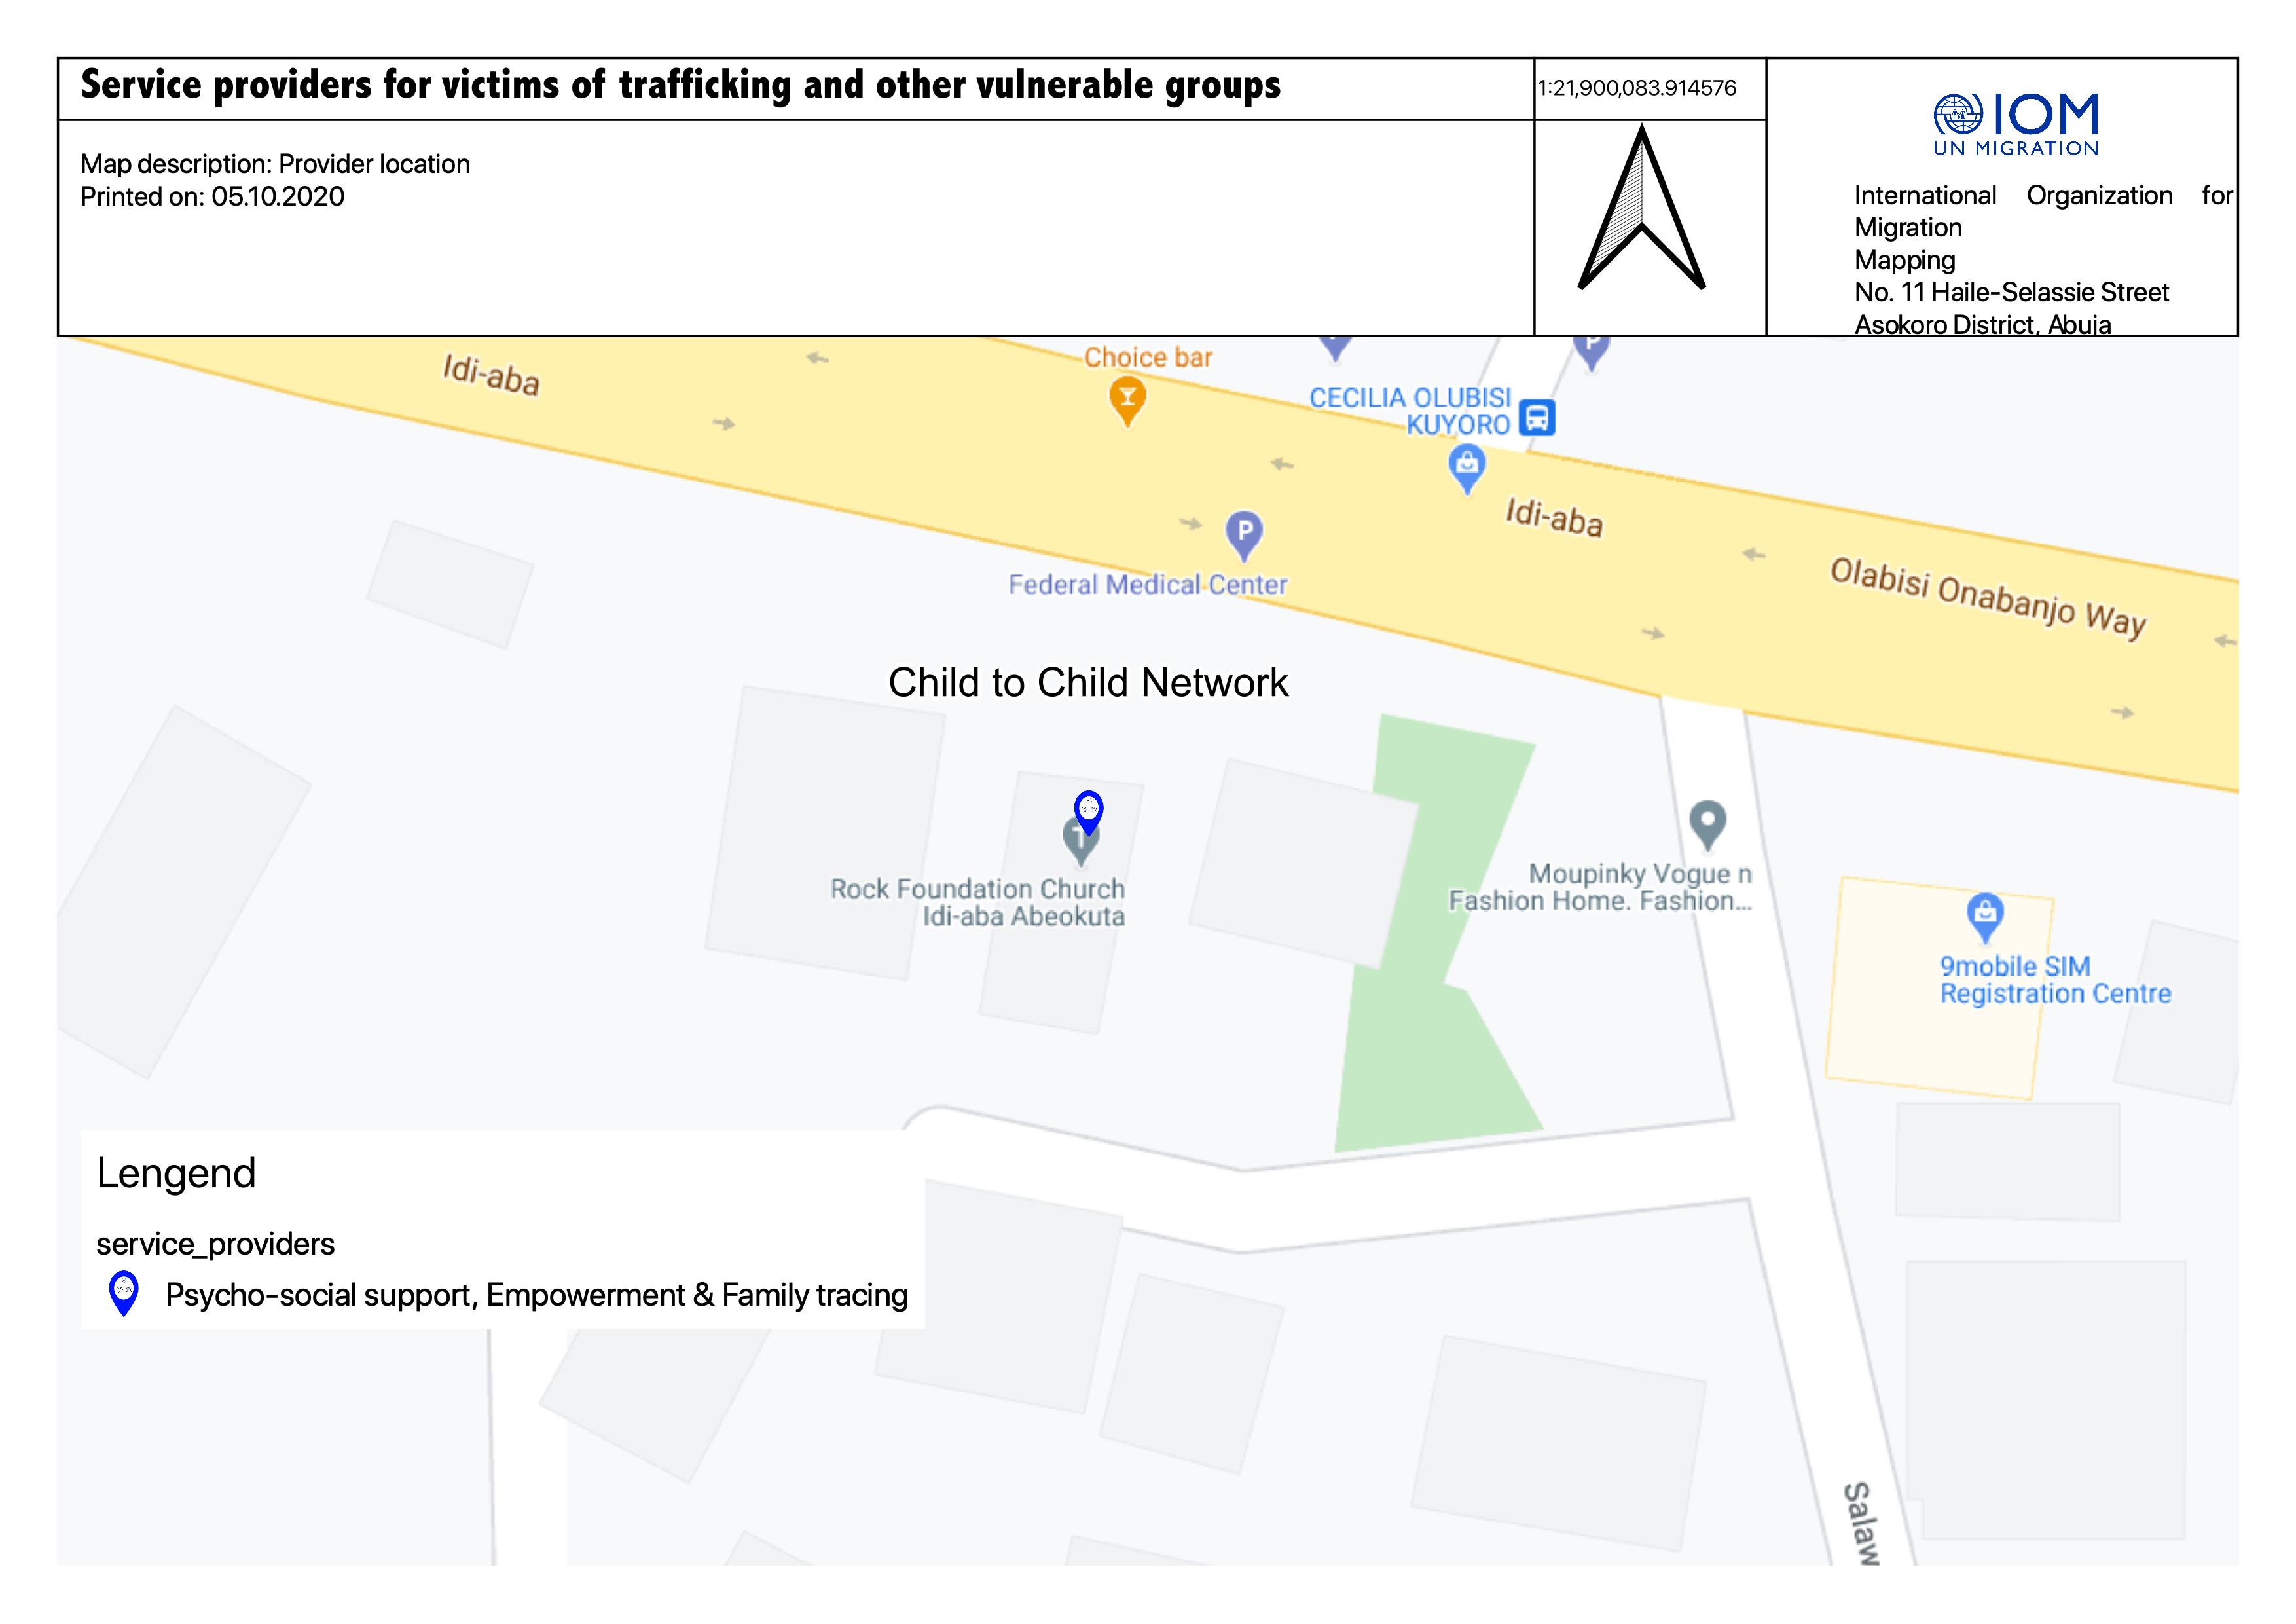 Service providers for victims of trafficking and other vulnerable groups
1:21,900,083.914576
Map description: Provider location
Printed on: 05.10.2020
IOM
UN MIGRATION
International Organization for
Migration
Mapping
No. 11 Haile-Selassie Street
Asokoro District, Abuja
Idi-aba
Choice bar
P
CECILIA OLUBISI
KUYORO
Idi-aba
P
Federal Medical Center
Olabisi Onabanjo Way
Child to Child Network
Rock Foundation Church
Idi-aba Abeokuta
Moupinky Vogue n
Fashion Home. Fashion...
9mobile SIM
Registration Centre
Lengend
service_providers
Psycho-social support, Empowerment & Family tracing
Salaw